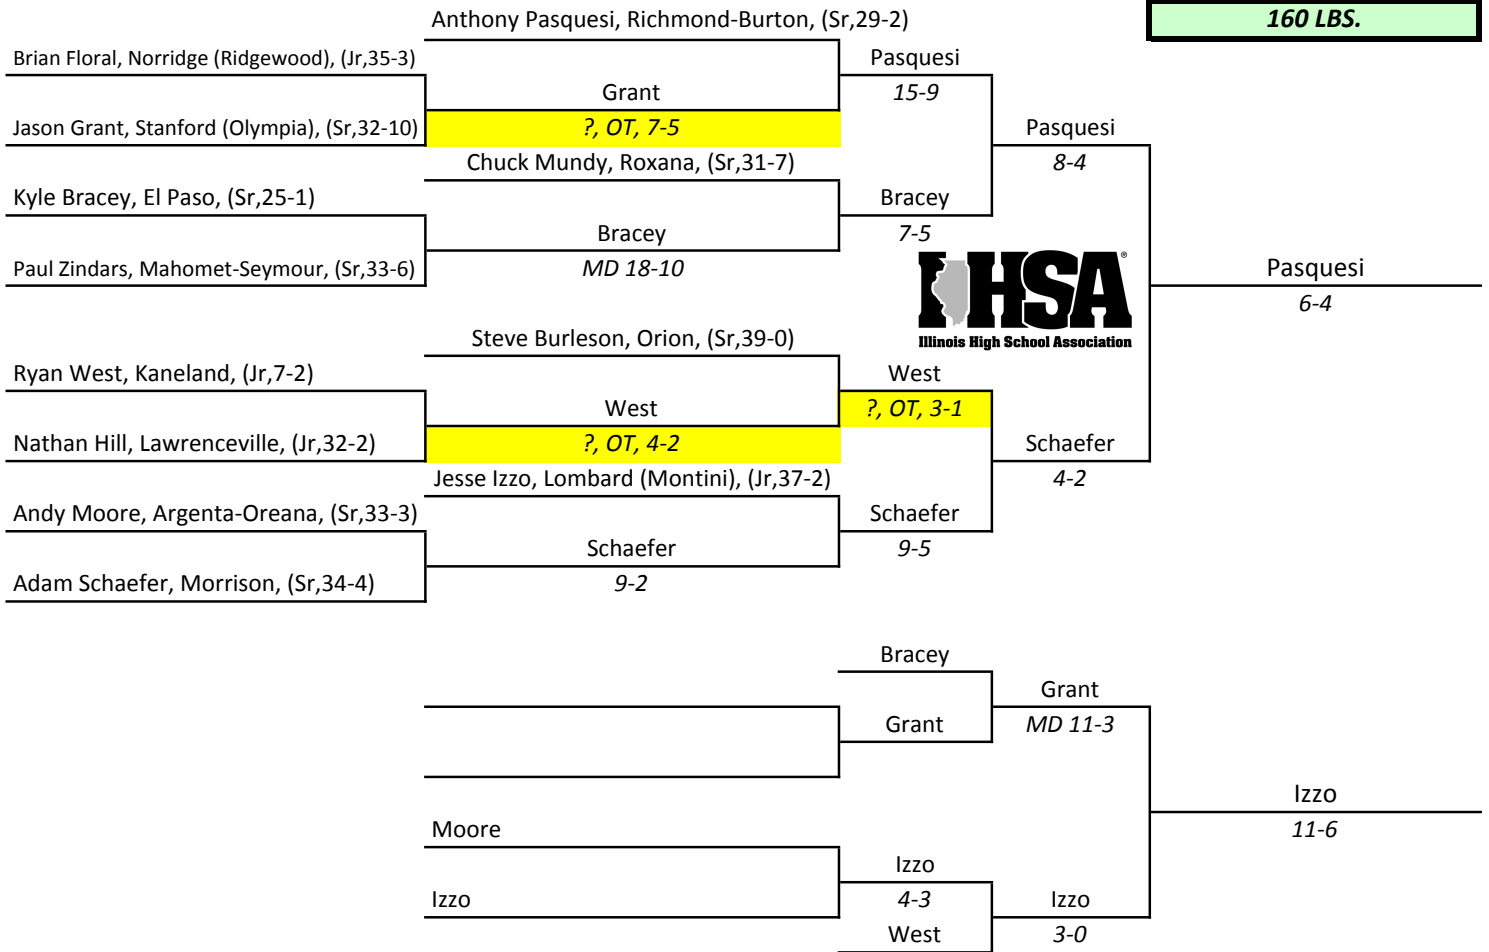 Anthony Pasquesi, Richmond-Burton, (Sr,29-2)
160 LBS.
Brian Floral, Norridge (Ridgewood), (Jr,35-3)
Pasquesi
Grant
15-9
Jason Grant, Stanford (Olympia), (Sr,32-10)
?, OT, 7-5
Pasquesi
Chuck Mundy, Roxana, (Sr,31-7)
8-4
Kyle Bracey, El Paso, (Sr,25-1)
Bracey
Bracey
7-5
Paul Zindars, Mahomet-Seymour, (Sr,33-6)
MD 18-10
IHSA®
Illinois High School Association
Pasquesi
6-4
Steve Burleson, Orion, (Sr,39-0)
Ryan West, Kaneland, (Jr,7-2)
West
West
?, OT, 3-1
Nathan Hill, Lawrenceville, (Jr,32-2)
?, OT, 4-2
Schaefer
Jesse Izzo, Lombard (Montini), (Jr,37-2)
4-2
Andy Moore, Argenta-Oreana, (Sr,33-3)
Schaefer
Schaefer
9-5
Adam Schaefer, Morrison, (Sr,34-4)
9-2
Bracey
Grant
Grant
MD 11-3
Izzo
Moore
11-6
Izzo
Izzo
4-3
Izzo
West
3-0